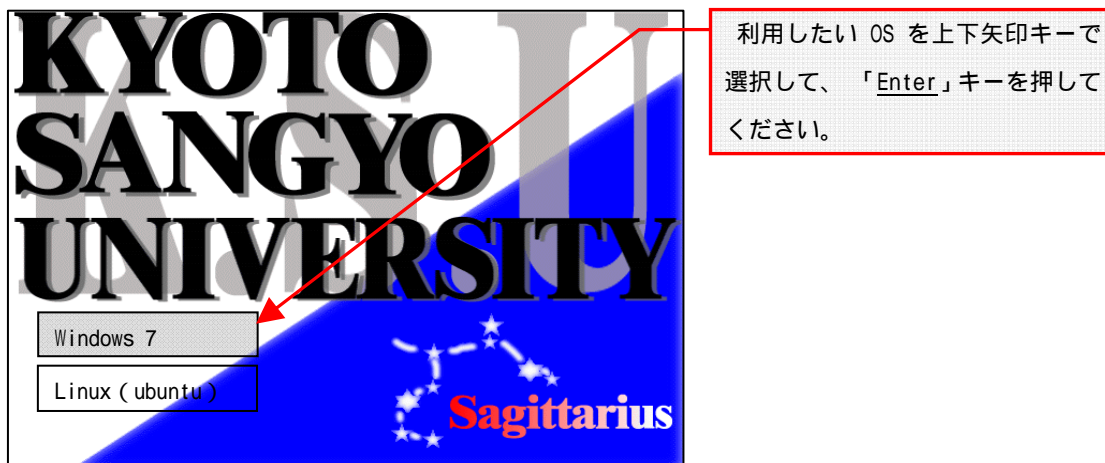 KYOTO
SANGYO
UNIVERSITY
K.S.U
Windows 7
Linux（ubuntu）
Sagittarius
利用したい OS を上下矢印キーで
選択して、 「Enter」キーを押して
ください。